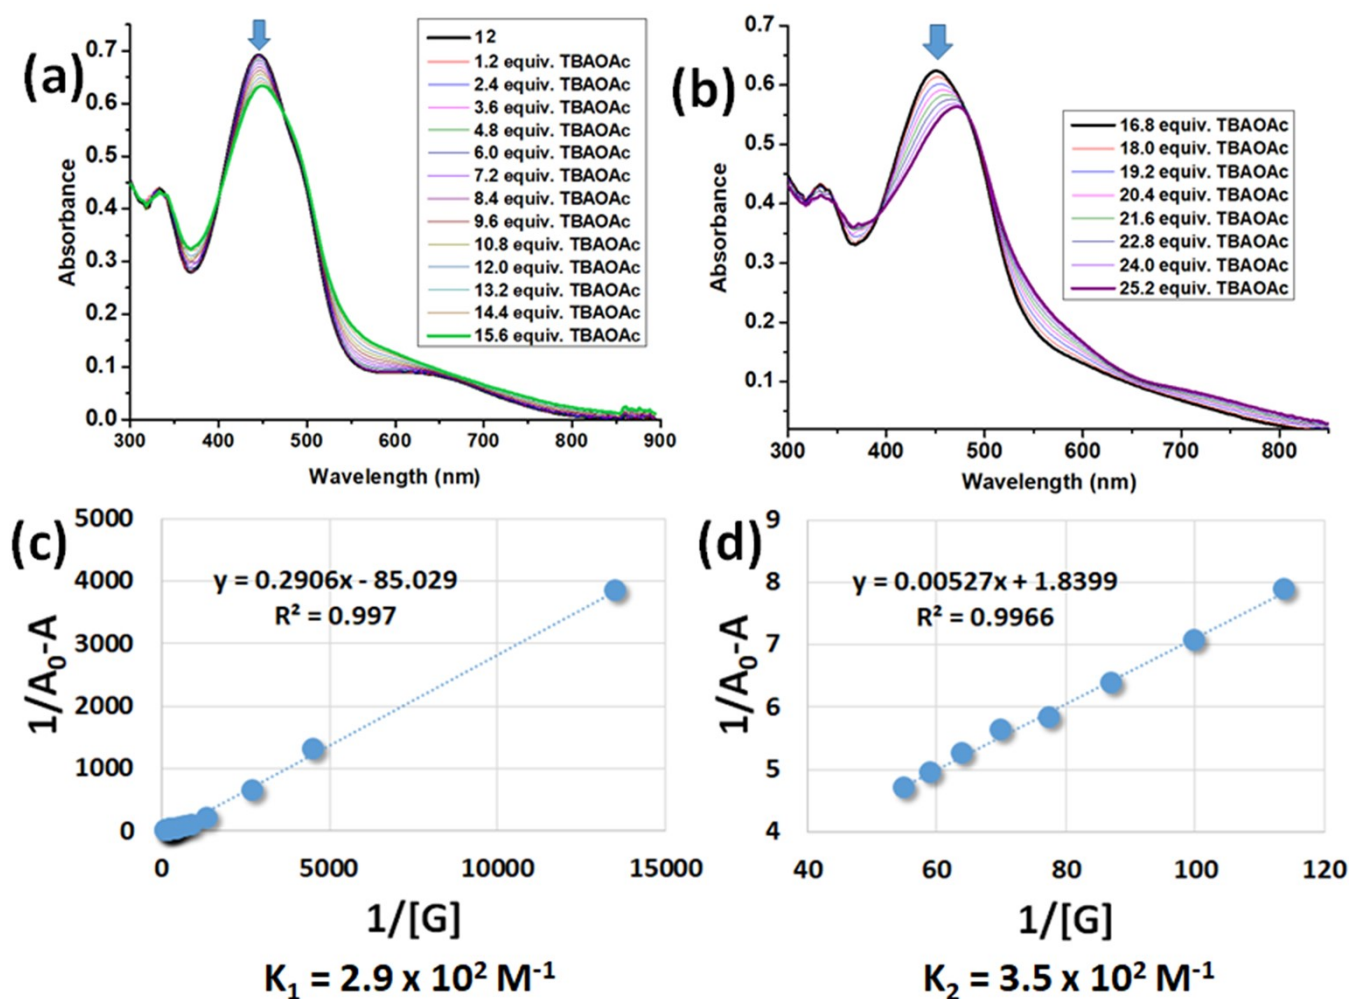 (a)
0.7
0.6
0.5
0.4
0.3
0.2
0.1
0.0
Absorbance
300 400 500 600 700 800 900
Wavelength (nm)
12
1.2 equiv. TBAOAc
2.4 equiv. TBAOAc
3.6 equiv. TBAOAc
4.8 equiv. TBAOAc
6.0 equiv. TBAOAc
7.2 equiv. TBAOAc
8.4 equiv. TBAOAc
9.6 equiv. TBAOAc
10.8 equiv. TBAOAc
12.0 equiv. TBAOAc
13.2 equiv. TBAOAc
14.4 equiv. TBAOAc
15.6 equiv. TBAOAc
(b)
0.7
0.6
0.5
0.4
0.3
0.2
0.1
Absorbance
300 400 500 600 700 800
Wavelength (nm)
16.8 equiv. TBAOAc
18.0 equiv. TBAOAc
19.2 equiv. TBAOAc
20.4 equiv. TBAOAc
21.6 equiv. TBAOAc
22.8 equiv. TBAOAc
24.0 equiv. TBAOAc
25.2 equiv. TBAOAc
(c)
5000
4000
3000
2000
1000
0
1/A₀-A
y = 0.2906x - 85.029
R² = 0.997
0 5000 10000 15000
1/[G]
K₁ = 2.9 x 10² M⁻¹
(d)
9
8
7
6
5
4
1/A₀-A
y = 0.00527x + 1.8399
R² = 0.9966
40 60 80 100 120
1/[G]
K₂ = 3.5 x 10² M⁻¹